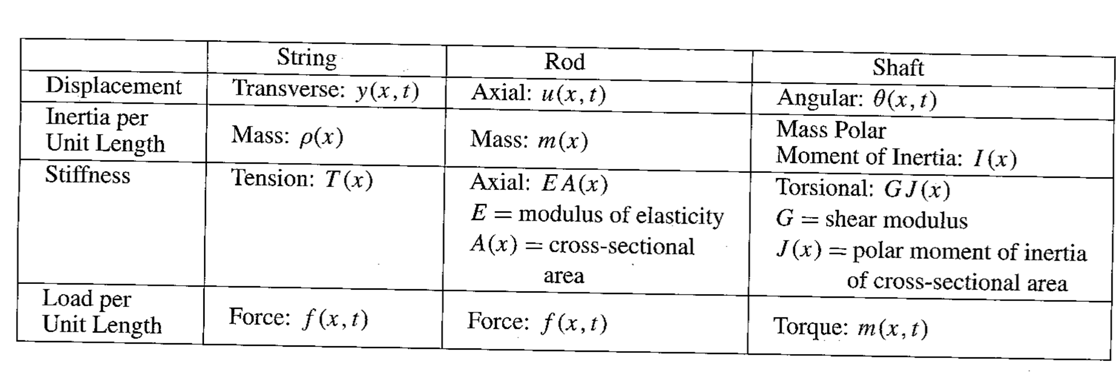 String Rod Shaft
Displacement Transverse: y(x, t) Axial: u(x, t) Angular: θ(x, t)
Inertia per
Unit Length Mass: ρ(x) Mass: m(x) Mass Polar
Moment of Inertia: I(x)
Stiffness Tension: T(x) Axial: EA(x) Torsional: GJ(x)
E = modulus of elasticity G = shear modulus
A(x) = cross-sectional J(x) = polar moment of inertia
area of cross-sectional area
Load per
Unit Length Force: f(x, t) Force: f(x, t) Torque: m(x, t)